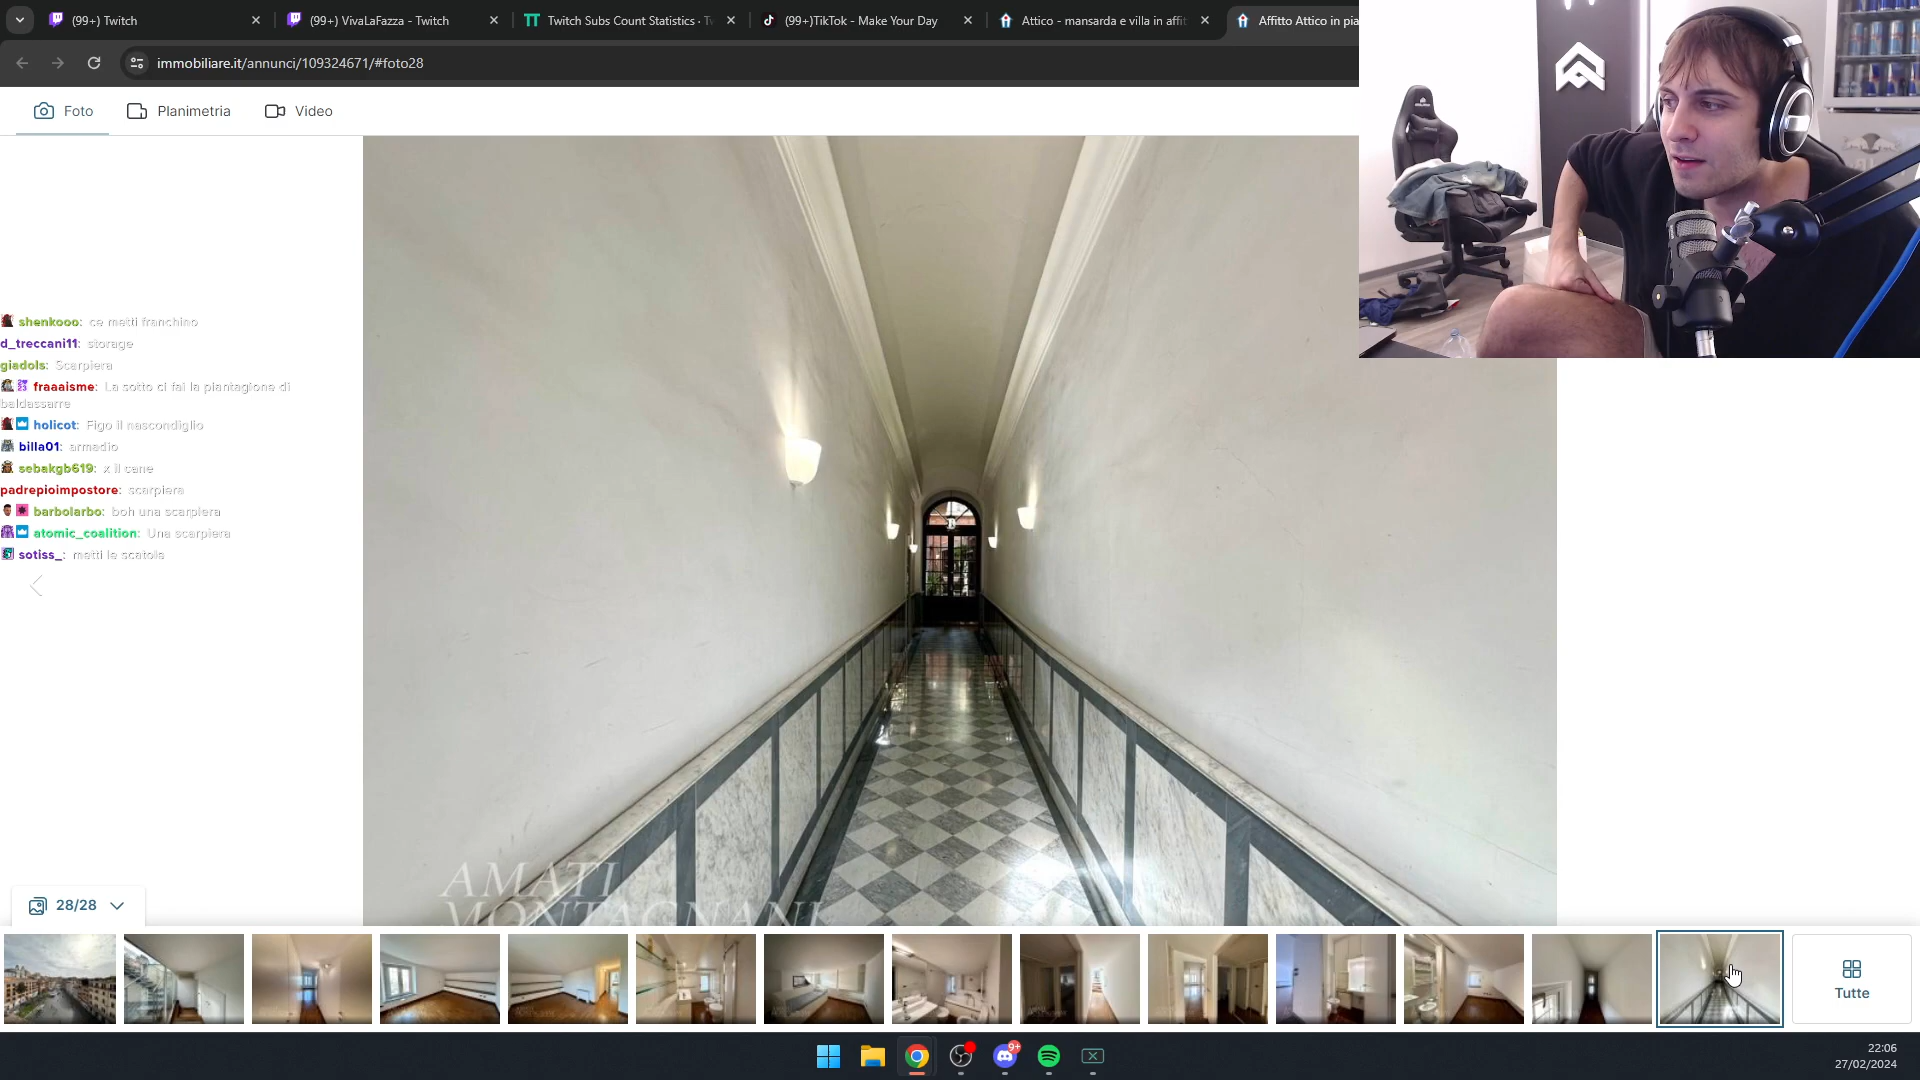 (99+) Twitch
(99+) VivaLaFazza - Twitch
Twitch Subs Count Statistics · Tw
(99+)TikTok - Make Your Day
Attico - mansarda e villa in affit
Affitto Attico in pia
immobiliare.it/annunci/109324671/#foto28
Foto
Planimetria
Video
shenkooo: ce metti franchino
d_treccani11: storage
giadols: Scarpiera
fraaaisme: La sotto ci fai la piantagione di
baldassarre
holicot: Figo il nascondiglio
billa01: armadio
sebakgb619: x il cane
padrepioimpostore: scarpiera
barbolarbo: boh una scarpiera
atomic_coalition: Una scarpiera
sotiss_: metti le scatole
AMATI
MONTAGNANI
28/28
Tutte
9+
22:06
27/02/2024